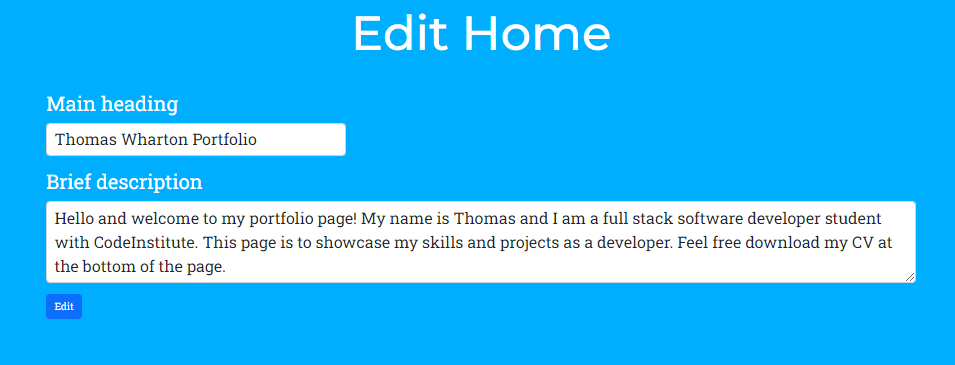 Edit Home
Main heading
Thomas Wharton Portfolio
Brief description
Hello and welcome to my portfolio page! My name is Thomas and I am a full stack software developer student
with CodeInstitute. This page is to showcase my skills and projects as a developer. Feel free download my CV at
the bottom of the page.
Edit